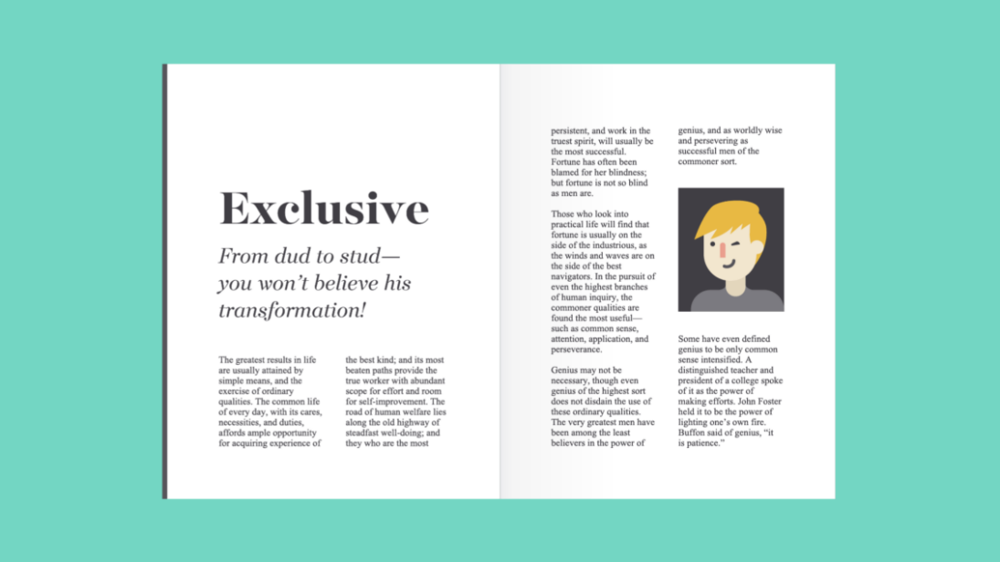 Exclusive
From dud to stud—
you won’t believe his
transformation!
The greatest results in life
are usually attained by
simple means, and the
exercise of ordinary
qualities. The common life
of every day, with its cares,
necessities, and duties,
affords ample opportunity
for acquiring experience of
the best kind; and its most
beaten paths provide the
true worker with abundant
scope for effort and room
for self-improvement. The
road of human welfare lies
along the old highway of
steadfast well-doing; and
they who are the most
persistent, and work in the
truest spirit, will usually be
the most successful.
Fortune has often been
blamed for her blindness;
but fortune is not so blind
as men are.
Those who look into
practical life will find that
fortune is usually on the
side of the industrious, as
the winds and waves are on
the side of the best
navigators. In the pursuit of
even the highest branches
of human inquiry, the
commoner qualities are
found the most useful—
such as common sense,
attention, application, and
perseverance.
Genius may not be
necessary, though even
genius of the highest sort
does not disdain the use of
these ordinary qualities.
The very greatest men have
been among the least
believers in the power of
genius, and as worldly wise
and persevering as
successful men of the
commoner sort.
Some have even defined
genius to be only common
sense intensified. A
distinguished teacher and
president of a college spoke
of it as the power of
making efforts. John Foster
held it to be the power of
lighting one’s own fire.
Buffon said of genius, “it
is patience.”